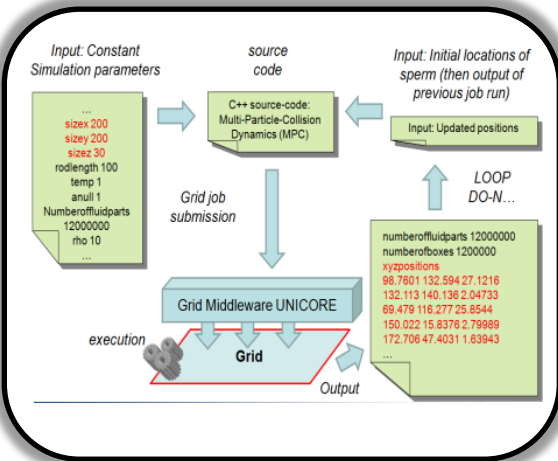 Input: Constant
Simulation parameters
source
code
Input: Initial locations of
sperm (then output of
previous job run)
...
sizex 200
sizey 200
sizez 30
rodlength 100
temp 1
anull 1
Numberoffluidparts
12000000
rho 10
...
C++ source-code:
Multi-Particle-Collision
Dynamics (MPC)
Input: Updated positions
Grid job
submission
LOOP
DO-N...
numberoffluidparts 12000000
numberofboxes 1200000
xyzpositions
98.7601 132.594 27.1216
132.113 140.136 2.04733
69.479 116.277 25.8544
150.022 15.8376 2.79989
172.706 47.4031 1.63943
...
Grid Middleware UNICORE
execution
Grid
Output